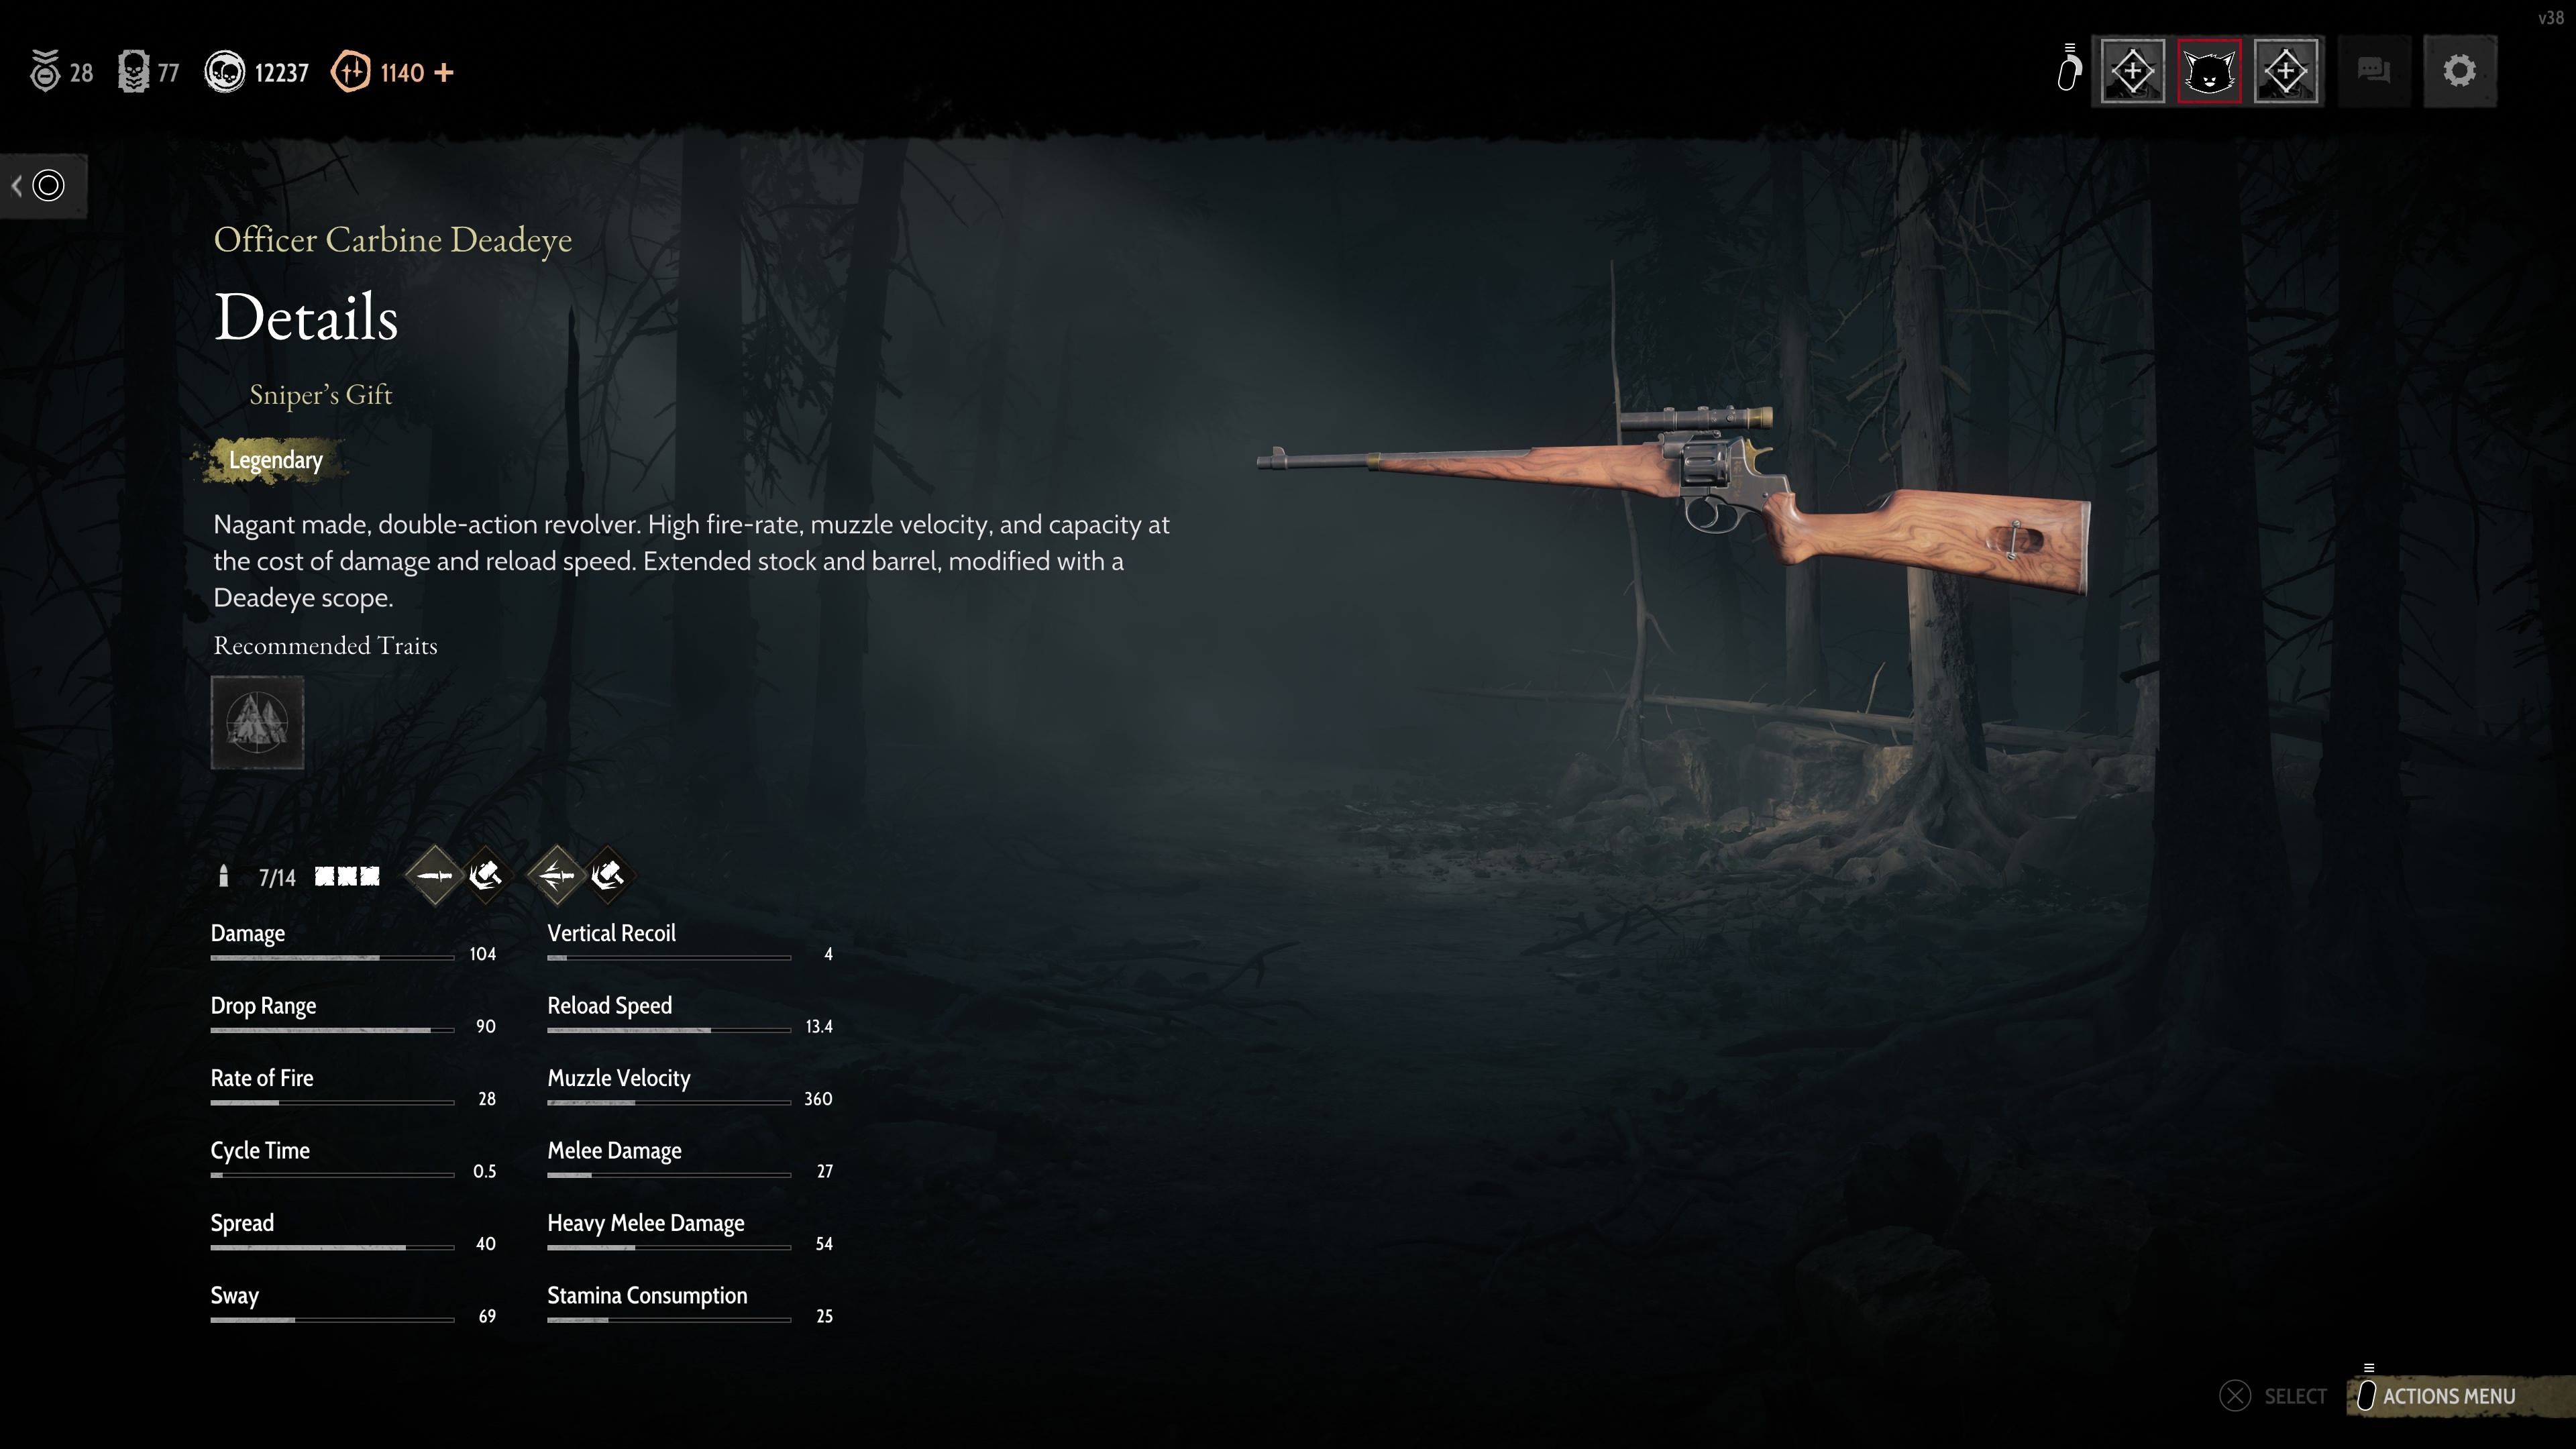 v38
28
77
12237
1140 +
Officer Carbine Deadeye
Details
Sniper's Gift
Legendary
Nagant made, double-action revolver. High fire-rate, muzzle velocity, and capacity at
the cost of damage and reload speed. Extended stock and barrel, modified with a
Deadeye scope.
Recommended Traits
7/14
Damage
104
Vertical Recoil
4
Drop Range
90
Reload Speed
13.4
Rate of Fire
28
Muzzle Velocity
360
Cycle Time
0.5
Melee Damage
27
Spread
40
Heavy Melee Damage
54
Sway
69
Stamina Consumption
25
SELECT
ACTIONS MENU